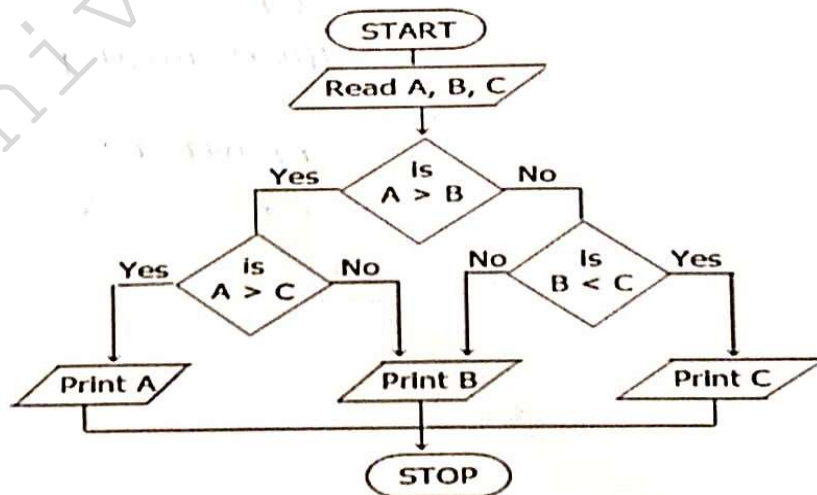 START
Read A, B, C
is
A > B
Yes
No
is
A > C
Yes
No
is
B < C
No
Yes
Print A
Print B
Print C
STOP